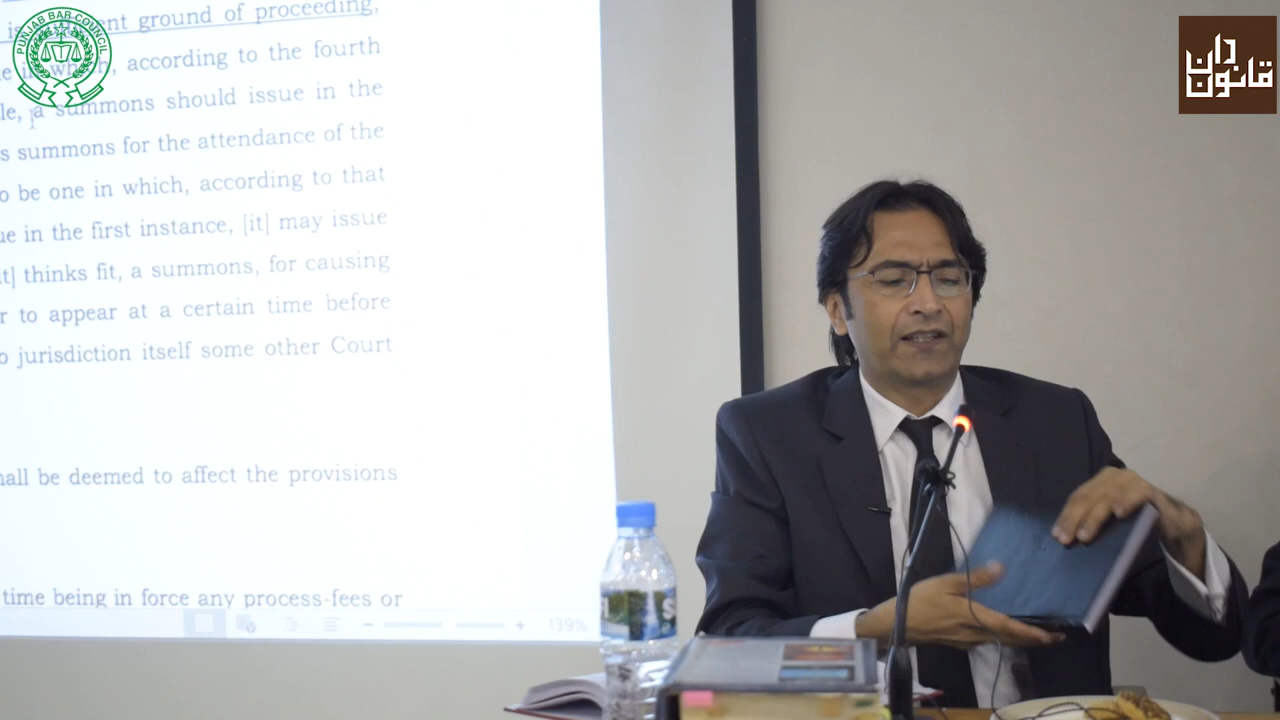 PUNJAB BAR COUNCIL
ent ground of proceeding,
according to the fourth
le, a summons should issue in the
s summons for the attendance of the
o be one in which, according to that
ue in the first instance, [it] may issue
it] thinks fit, a summons, for causing
r to appear at a certain time before
o jurisdiction itself some other Court
hall be deemed to affect the provisions
time being in force any process-fees or
139%
قانون دان